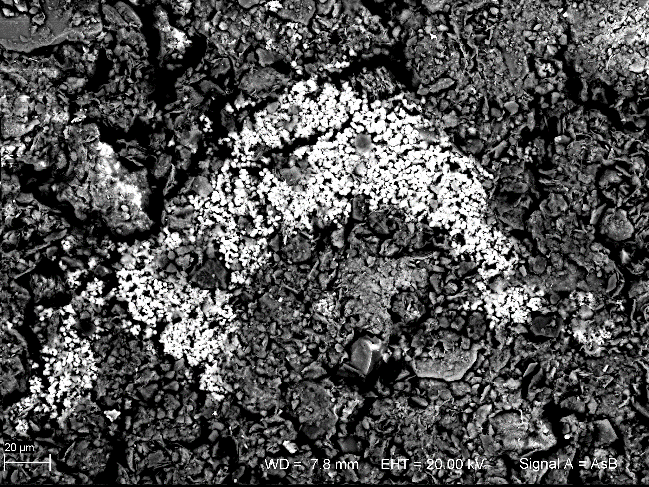 20 µm
WD = 7.8 mm EHT = 20.00 kV Signal A = AsB